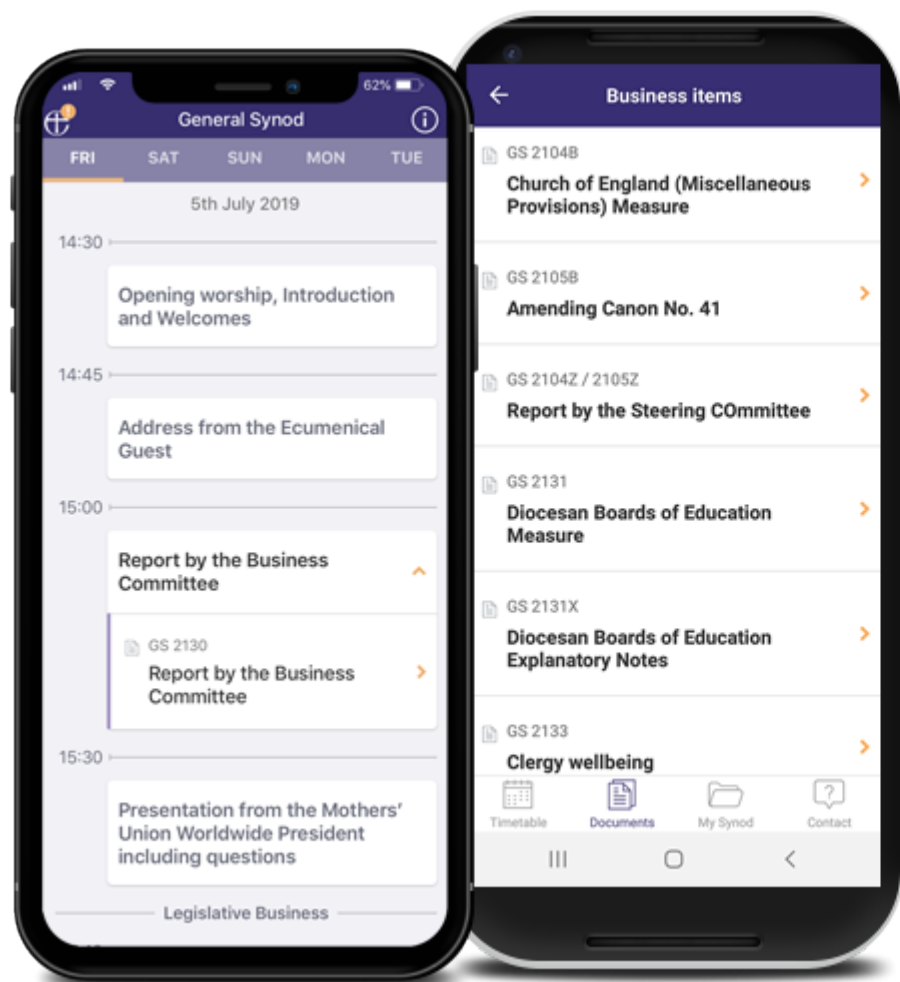 62%
General Synod
FRI SAT SUN MON TUE
5th July 2019
14:30
Opening worship, Introduction
and Welcomes
14:45
Address from the Ecumenical
Guest
15:00
Report by the Business
Committee
GS 2130
Report by the Business
Committee
15:30
Presentation from the Mothers'
Union Worldwide President
including questions
Legislative Business
Business items
GS 2104B
Church of England (Miscellaneous
Provisions) Measure
GS 2105B
Amending Canon No. 41
GS 2104Z / 2105Z
Report by the Steering COmmittee
GS 2131
Diocesan Boards of Education
Measure
GS 2131X
Diocesan Boards of Education
Explanatory Notes
GS 2133
Clergy wellbeing
Timetable Documents My Synod Contact